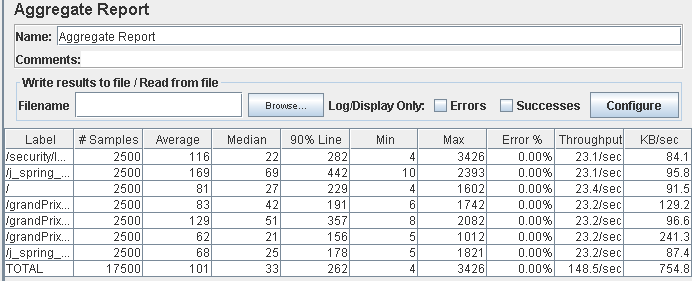 Aggregate Report
Name: Aggregate Report
Comments:
Write results to file / Read from file
Filename Browse... Log/Display Only: Errors Successes Configure
Label # Samples Average Median 90% Line Min Max Error % Throughput KB/sec
/security/l... 2500 116 22 282 4 3426 0.00% 23.1/sec 84.1
/j_spring_... 2500 169 69 442 10 2393 0.00% 23.1/sec 95.8
/ 2500 81 27 229 4 1602 0.00% 23.4/sec 91.5
/grandPrix... 2500 83 42 191 6 1742 0.00% 23.2/sec 129.2
/grandPrix... 2500 129 51 357 8 2082 0.00% 23.2/sec 96.6
/grandPrix... 2500 62 21 156 5 1012 0.00% 23.2/sec 241.3
/j_spring_... 2500 68 25 178 5 1821 0.00% 23.2/sec 87.4
TOTAL 17500 101 33 262 4 3426 0.00% 148.5/sec 754.8